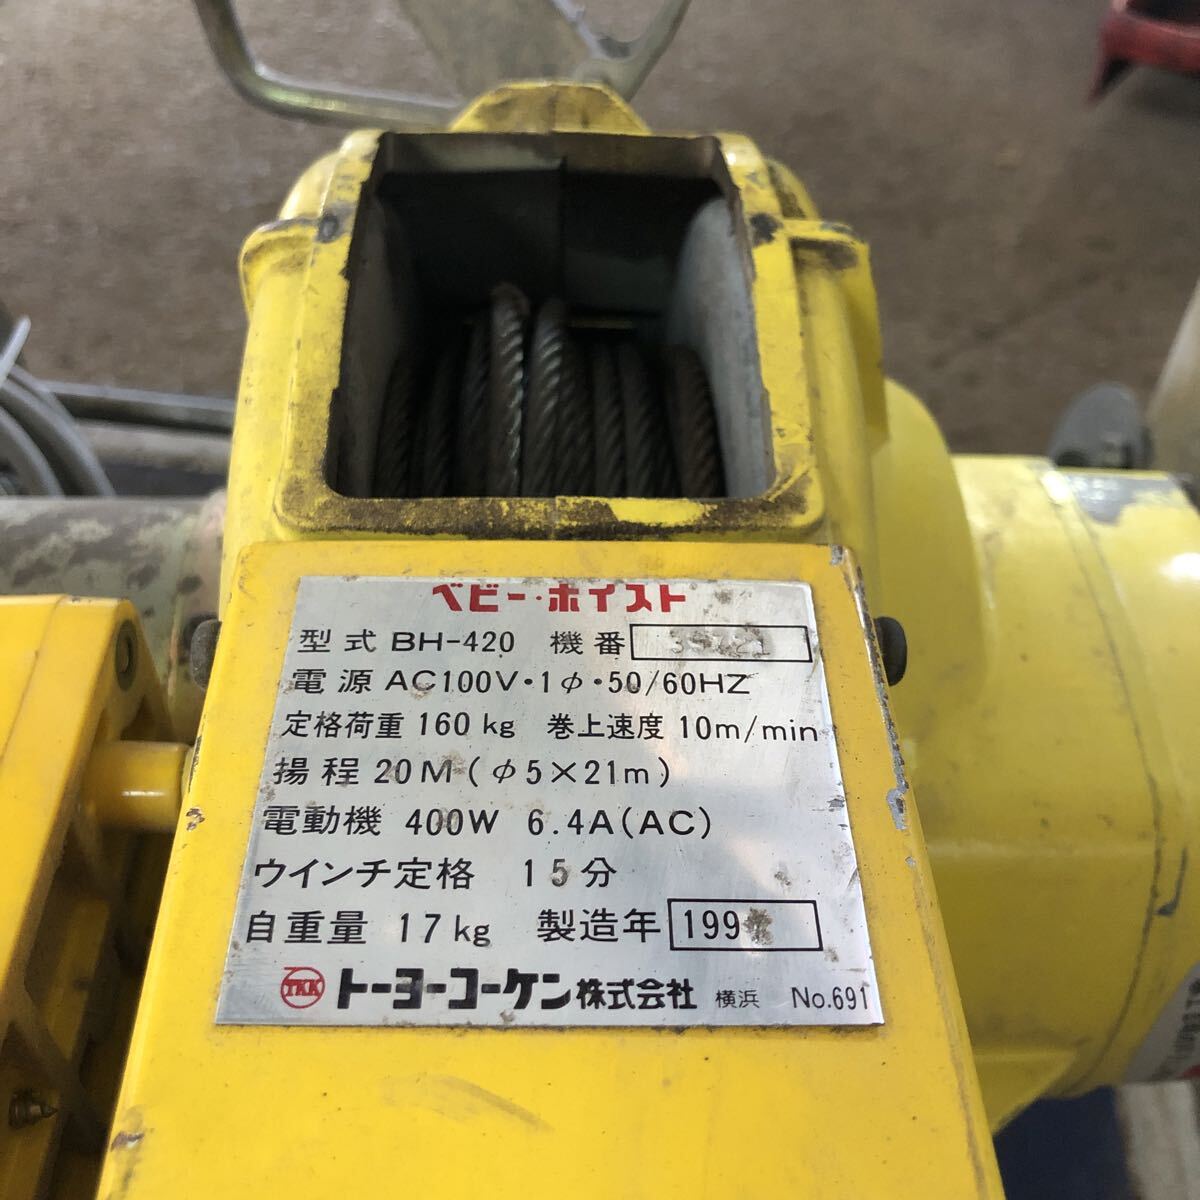 ベビー・ホイスト
型式 BH-420 機番
電源 AC100V・1φ・50/60HZ
定格荷重 160kg 巻上速度 10m/min
揚程 20M(φ5×21m)
電動機 400W 6.4A(AC)
ウインチ定格 15分
自重量 17kg 製造年 199
TKK トーヨーコーケン株式会社 横浜 No.691